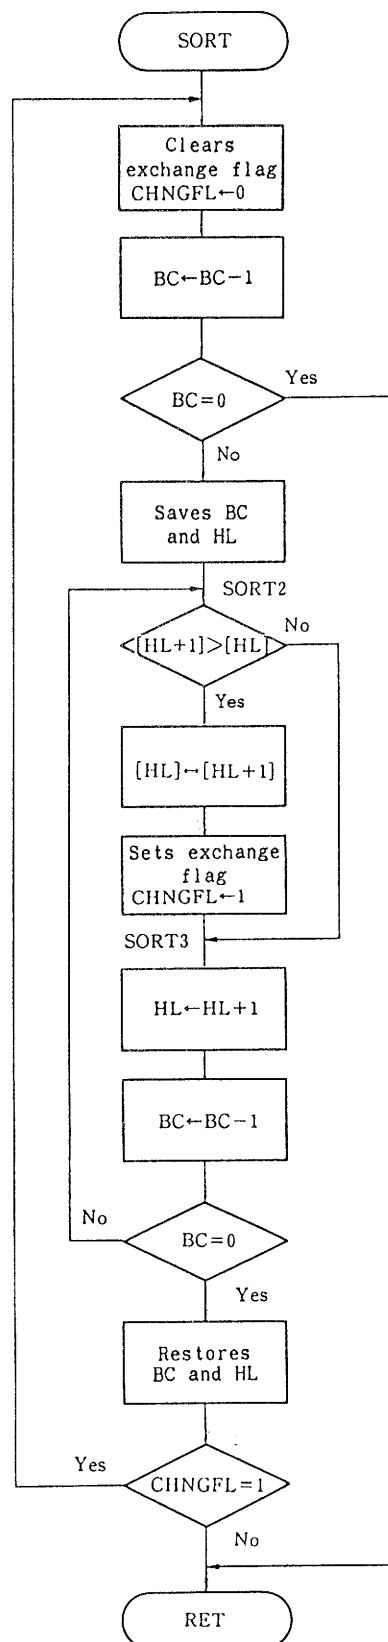 SORT
Clears
exchange flag
CHNGFL←0
BC←BC−1
BC=0
Yes
No
Saves BC
and HL
SORT2
[HL+1]>[HL]
No
Yes
[HL]↔[HL+1]
Sets exchange
flag
CHNGFL←1
SORT3
HL←HL+1
BC←BC−1
No
BC=0
Yes
Restores
BC and HL
Yes
CHNGFL=1
No
RET